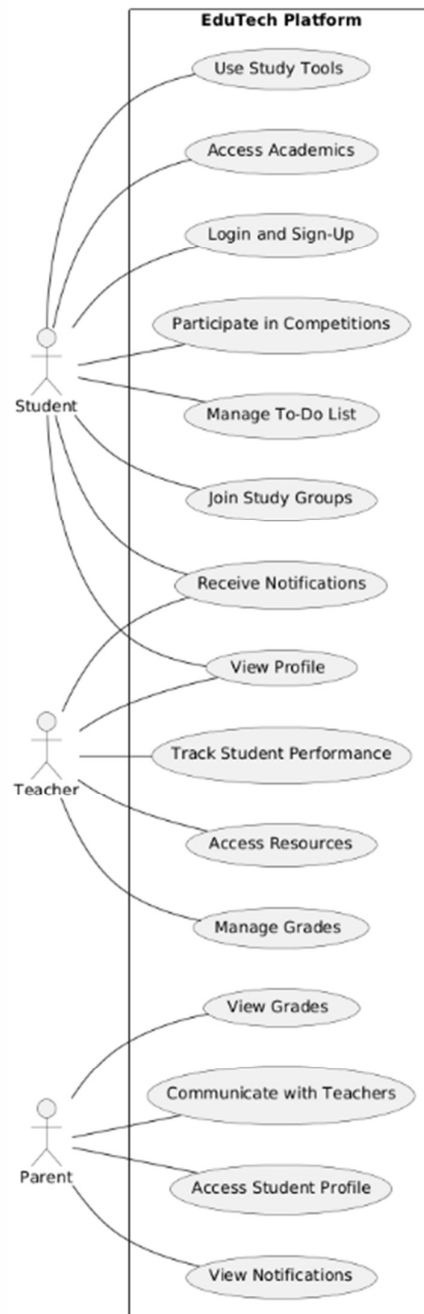 EduTech Platform
Use Study Tools
Access Academics
Login and Sign-Up
Participate in Competitions
Student
Manage To-Do List
Join Study Groups
Receive Notifications
View Profile
Track Student Performance
Teacher
Access Resources
Manage Grades
View Grades
Communicate with Teachers
Parent
Access Student Profile
View Notifications